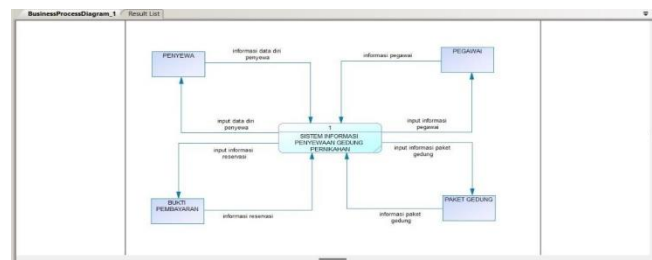 BusinessProcessDiagram_1 Result List
PENYEWA
informasi data diri
penyewa
informasi pegawai
PEGAWAI
input data diri
penyewa
1
SISTEM INFORMASI
PENYEWAAN GEDUNG
PERNIKAHAN
input informasi
pegawai
input informasi
reservasi
input informasi paket
gedung
BUKTI
PEMBAYARAN
informasi reservasi
informasi paket
gedung
PAKET GEDUNG